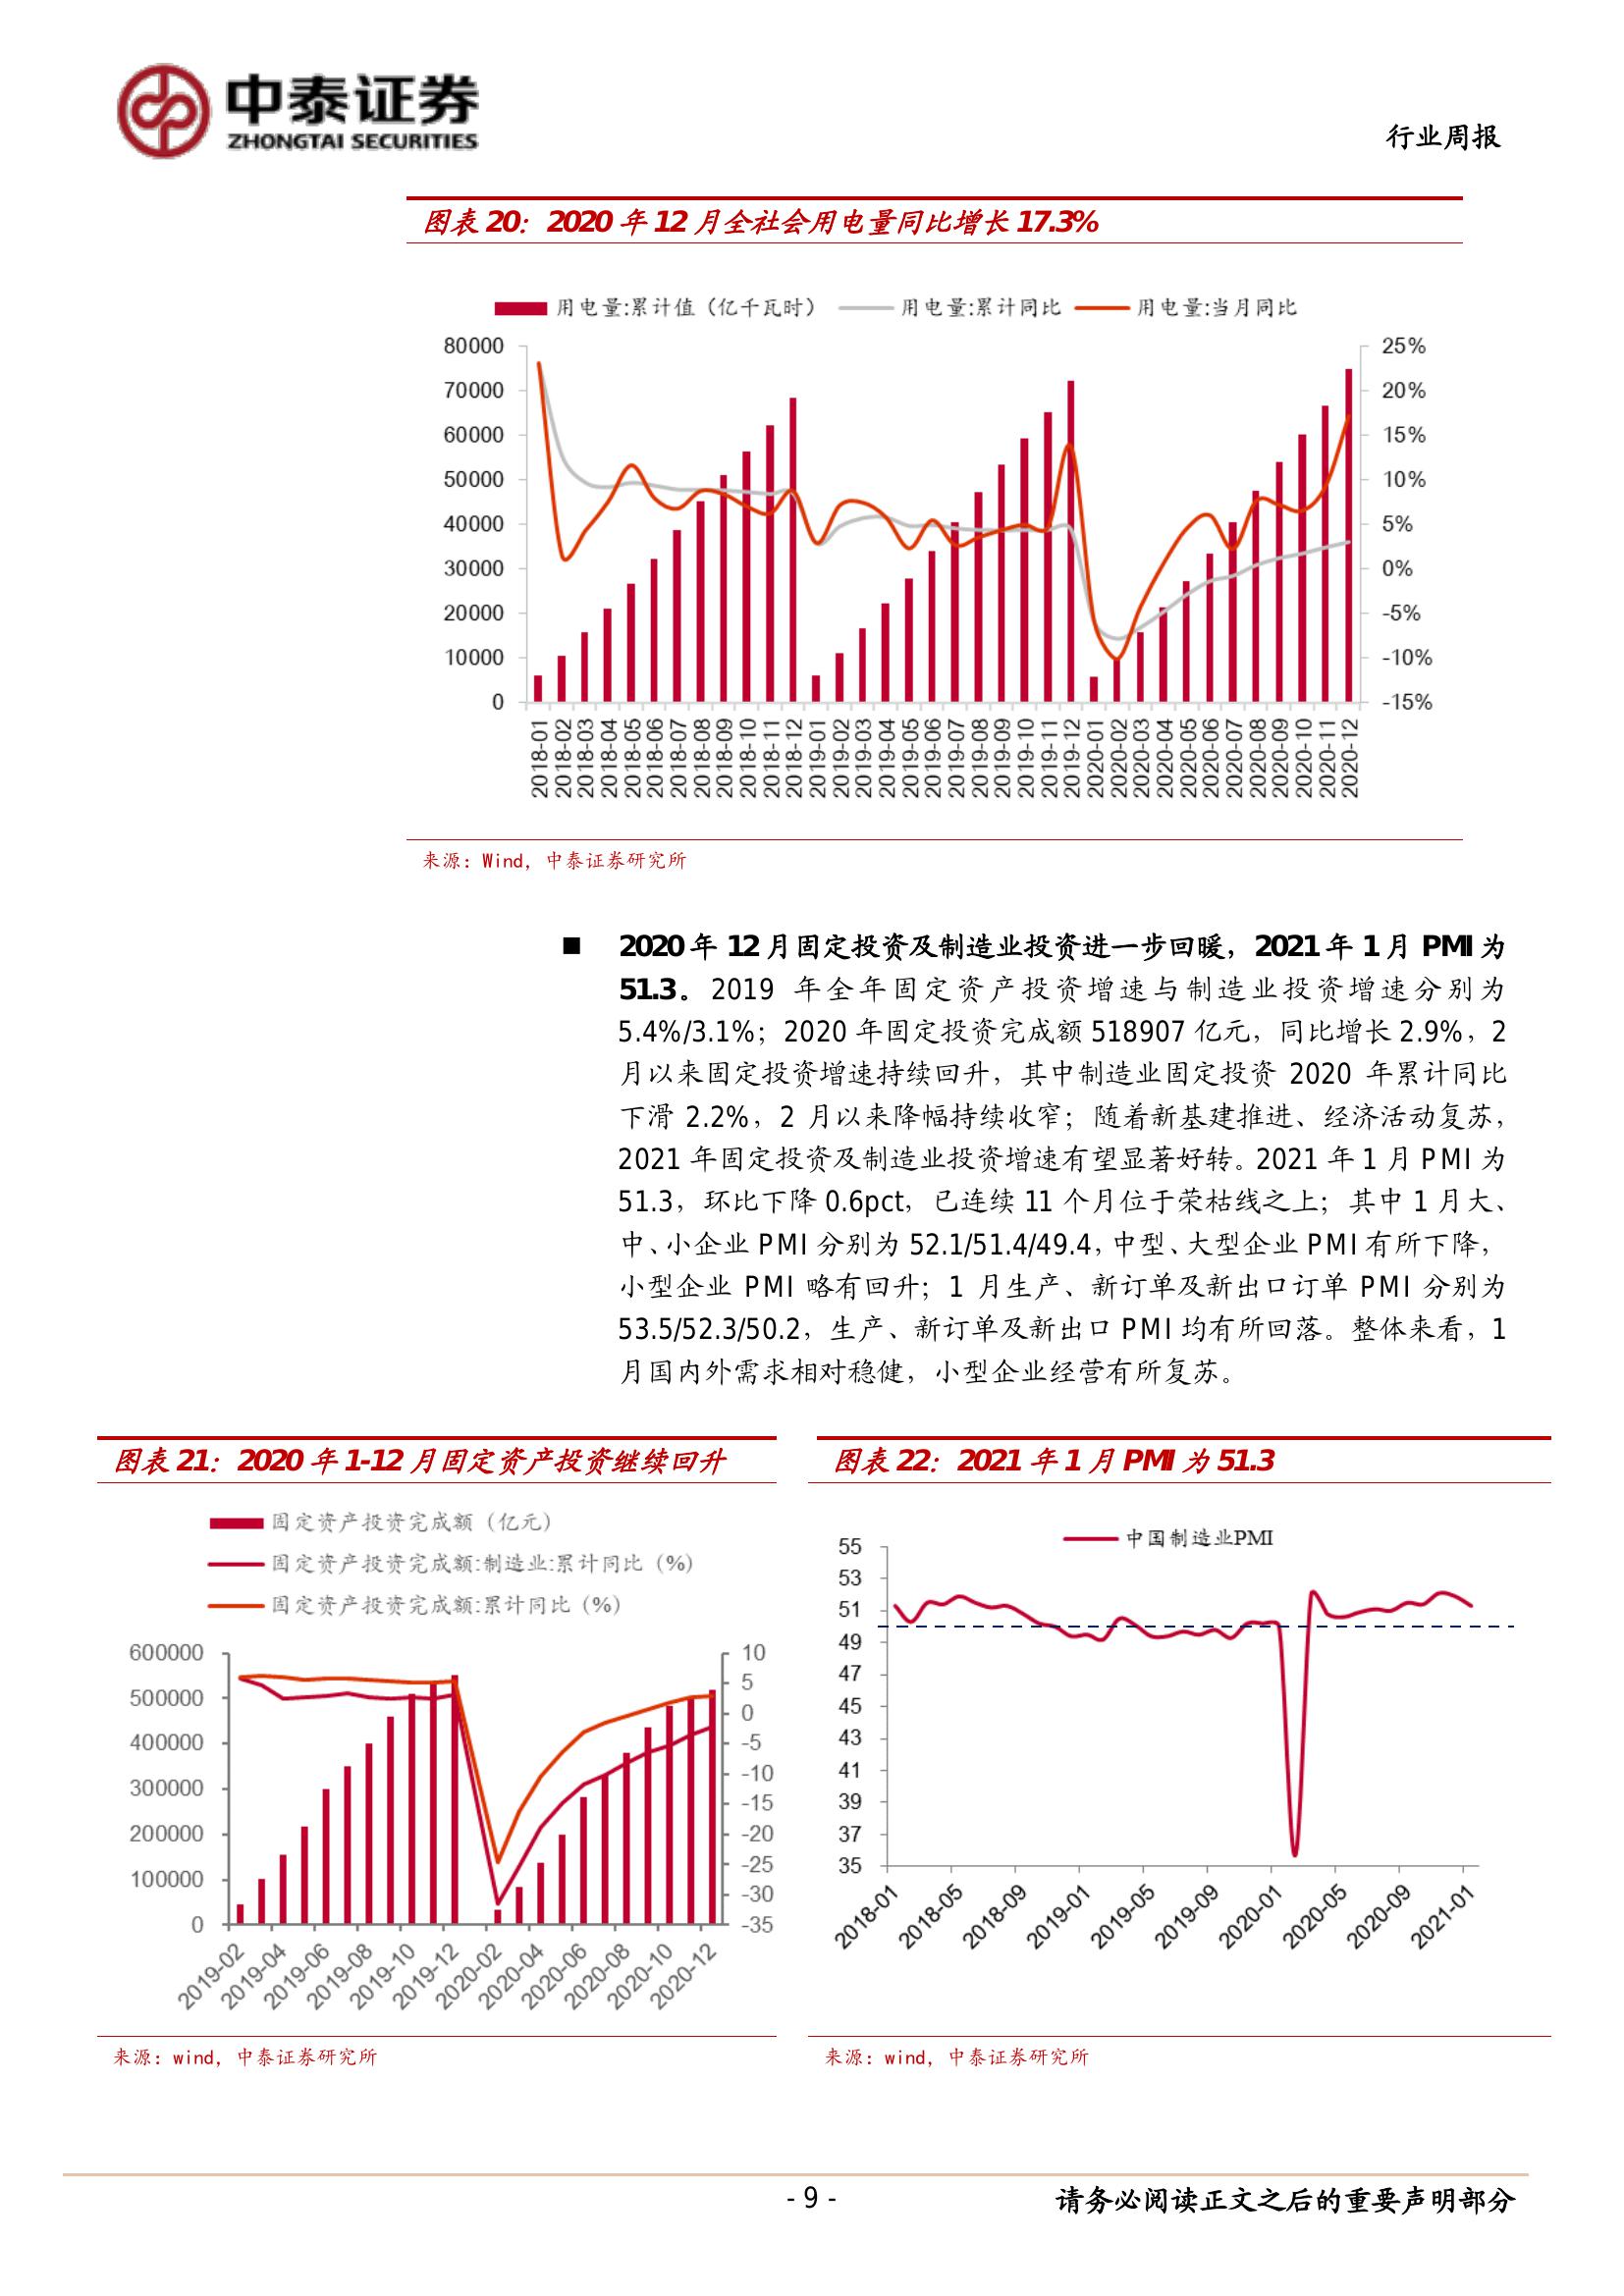 中泰证券
ZHONGTAI SECURITIES
行业周报
图表 20：2020 年 12 月全社会用电量同比增长 17.3%
用电量:累计值（亿千瓦时） 用电量:累计同比 用电量:当月同比
80000
70000
60000
50000
40000
30000
20000
10000
0
25%
20%
15%
10%
5%
0%
-5%
-10%
-15%
2018-01 2018-02 2018-03 2018-04 2018-05 2018-06 2018-07 2018-08 2018-09 2018-10 2018-11 2018-12 2019-01 2019-02 2019-03 2019-04 2019-05 2019-06 2019-07 2019-08 2019-09 2019-10 2019-11 2019-12 2020-01 2020-02 2020-03 2020-04 2020-05 2020-06 2020-07 2020-08 2020-09 2020-10 2020-11 2020-12
来源：Wind，中泰证券研究所
■ 2020 年 12 月固定投资及制造业投资进一步回暖，2021 年 1 月 PMI 为
51.3。2019 年全年固定资产投资增速与制造业投资增速分别为
5.4%/3.1%；2020 年固定投资完成额 518907 亿元，同比增长 2.9%，2
月以来固定投资增速持续回升，其中制造业固定投资 2020 年累计同比
下滑 2.2%，2 月以来降幅持续收窄；随着新基建推进、经济活动复苏，
2021 年固定投资及制造业投资增速有望显著好转。2021 年 1 月 PMI 为
51.3，环比下降 0.6pct，已连续 11 个月位于荣枯线之上；其中 1 月大、
中、小企业 PMI 分别为 52.1/51.4/49.4，中型、大型企业 PMI 有所下降，
小型企业 PMI 略有回升；1 月生产、新订单及新出口订单 PMI 分别为
53.5/52.3/50.2，生产、新订单及新出口 PMI 均有所回落。整体来看，1
月国内外需求相对稳健，小型企业经营有所复苏。
图表 21：2020 年 1-12 月固定资产投资继续回升
固定资产投资完成额（亿元）
固定资产投资完成额:制造业:累计同比（%）
固定资产投资完成额:累计同比（%）
600000
500000
400000
300000
200000
100000
0
10
5
0
-5
-10
-15
-20
-25
-30
-35
2019-02 2019-04 2019-06 2019-08 2019-10 2019-12 2020-02 2020-04 2020-06 2020-08 2020-10 2020-12
来源：wind，中泰证券研究所
图表 22：2021 年 1 月 PMI 为 51.3
中国制造业PMI
55
53
51
49
47
45
43
41
39
37
35
2018-01 2018-05 2018-09 2019-01 2019-05 2019-09 2020-01 2020-05 2020-09 2021-01
来源：wind，中泰证券研究所
- 9 -
请务必阅读正文之后的重要声明部分